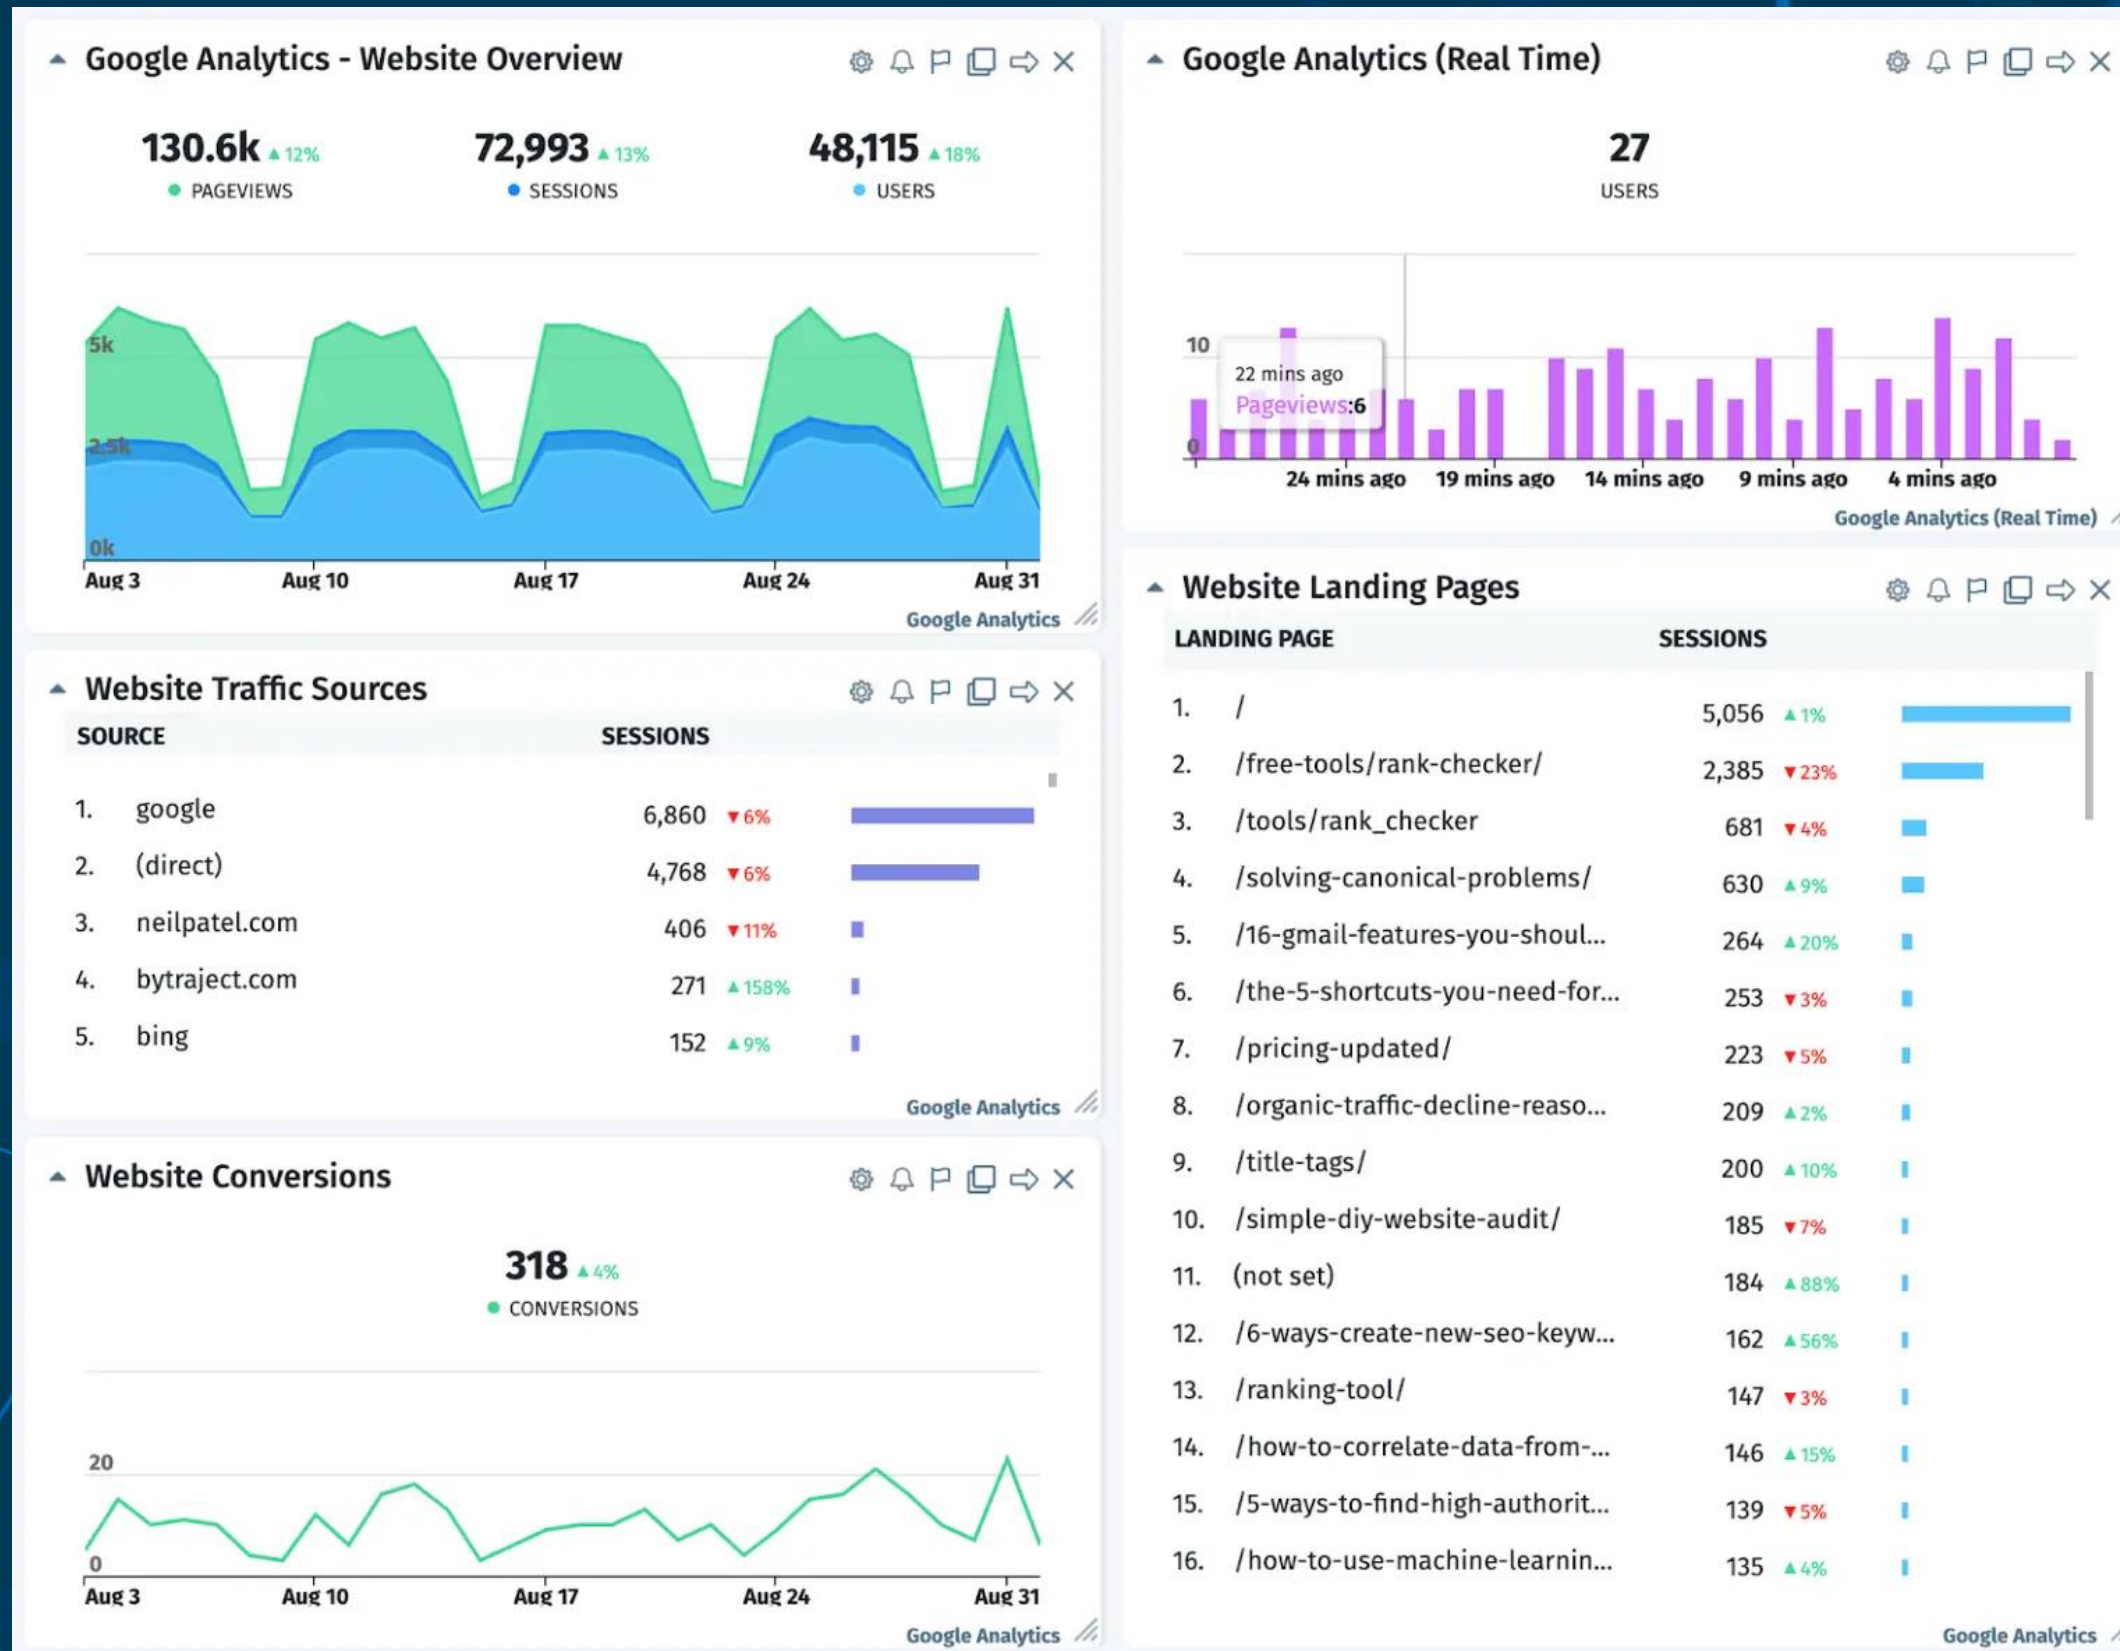 Google Analytics - Website Overview
130.6k ▲12%
PAGEVIEWS
72,993 ▲13%
SESSIONS
48,115 ▲18%
USERS
5k
2.5k
0k
Aug 3 Aug 10 Aug 17 Aug 24 Aug 31
Google Analytics
Website Traffic Sources
SOURCE SESSIONS
1. google 6,860 ▼6%
2. (direct) 4,768 ▼6%
3. neilpatel.com 406 ▼11%
4. bytraject.com 271 ▲158%
5. bing 152 ▲9%
Google Analytics
Website Conversions
318 ▲4%
CONVERSIONS
20
0
Aug 3 Aug 10 Aug 17 Aug 24 Aug 31
Google Analytics
Google Analytics (Real Time)
27
USERS
10
22 mins ago
Pageviews:6
0
24 mins ago 19 mins ago 14 mins ago 9 mins ago 4 mins ago
Google Analytics (Real Time)
Website Landing Pages
LANDING PAGE SESSIONS
1. / 5,056 ▲1%
2. /free-tools/rank-checker/ 2,385 ▼23%
3. /tools/rank_checker 681 ▼4%
4. /solving-canonical-problems/ 630 ▲9%
5. /16-gmail-features-you-shoul... 264 ▲20%
6. /the-5-shortcuts-you-need-for... 253 ▼3%
7. /pricing-updated/ 223 ▼5%
8. /organic-traffic-decline-reaso... 209 ▲2%
9. /title-tags/ 200 ▲10%
10. /simple-diy-website-audit/ 185 ▼7%
11. (not set) 184 ▲88%
12. /6-ways-create-new-seo-keyw... 162 ▲56%
13. /ranking-tool/ 147 ▼3%
14. /how-to-correlate-data-from-... 146 ▲15%
15. /5-ways-to-find-high-authorit... 139 ▼5%
16. /how-to-use-machine-learnin... 135 ▲4%
Google Analytics